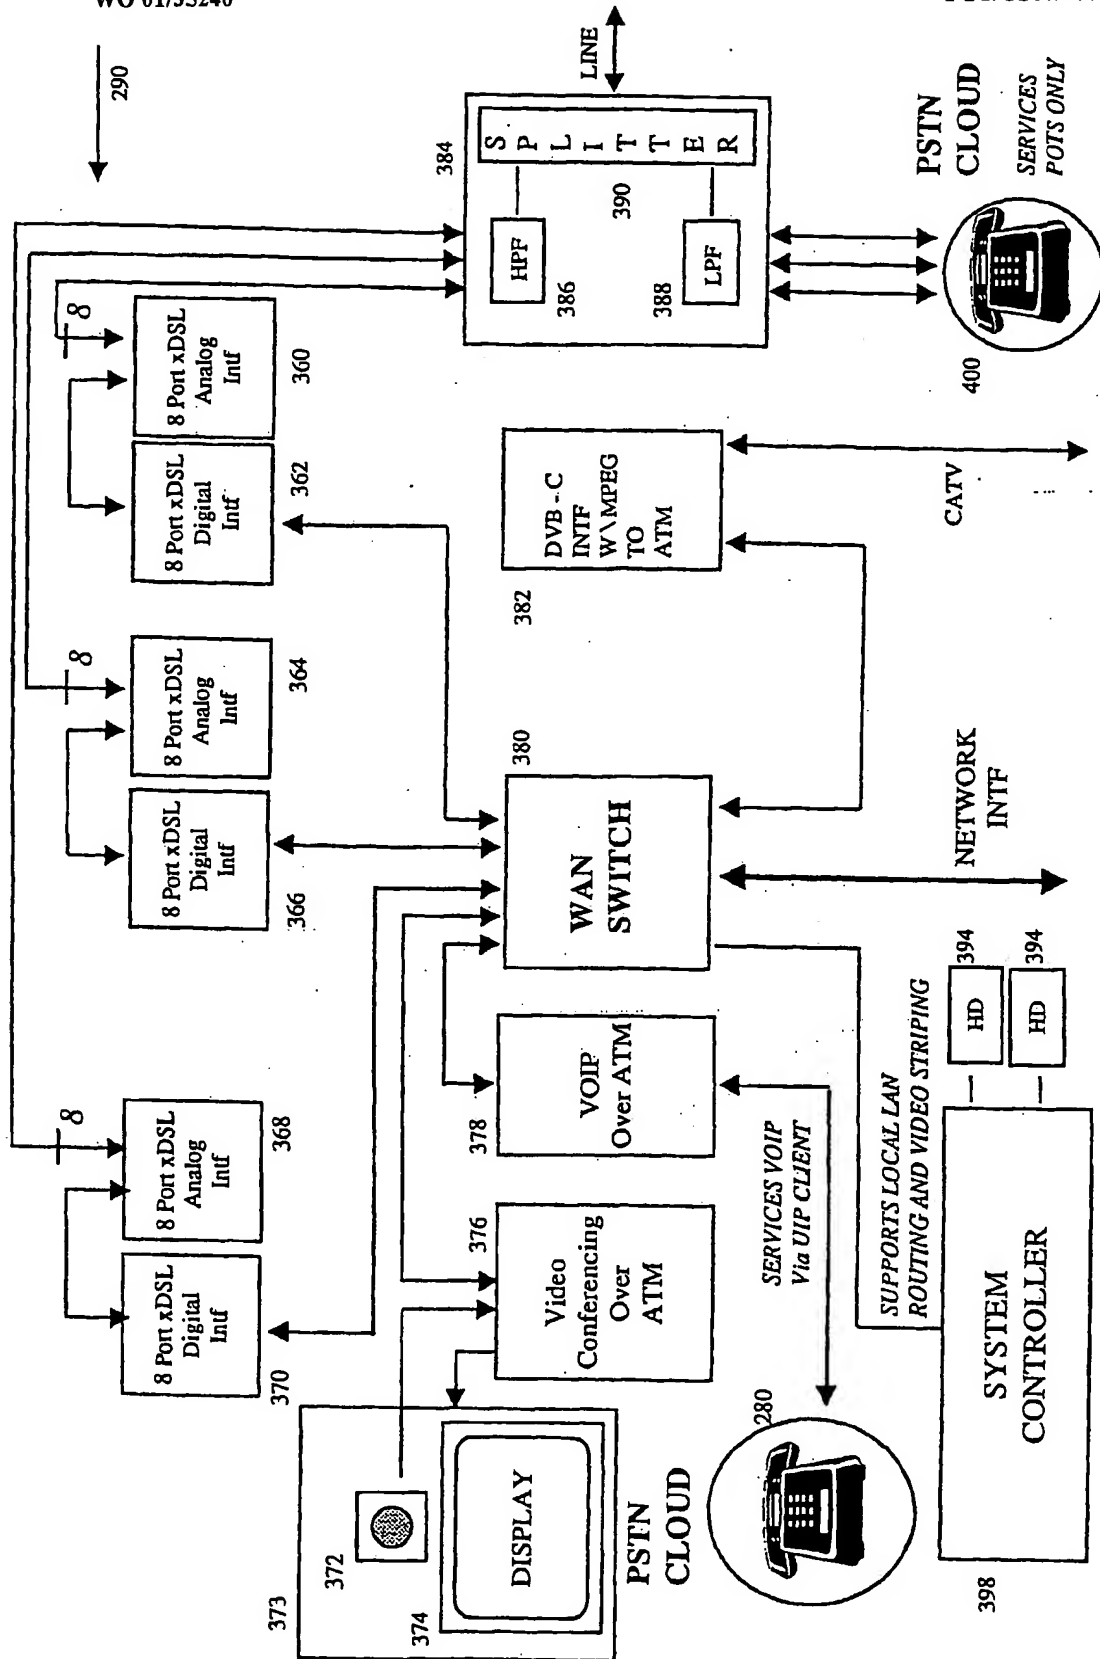 290
8 Port xDSL
Digital
Intf
370
8 Port xDSL
Analog
Intf
368
8
8 Port xDSL
Digital
Intf
366
8 Port xDSL
Analog
Intf
364
8
8 Port xDSL
Digital
Intf
362
8 Port xDSL
Analog
Intf
360
8
373
372
374
DISPLAY
376
Video
Conferencing
Over
ATM
378
VOIP
Over ATM
380
WAN
SWITCH
382
DVB - C
INTF
W\MPEG
TO
ATM
384
HPF
386
388
LPF
390
SPLITTER
LINE
PSTN
CLOUD
280
SERVICES VOIP
Via UIP CLIENT
SUPPORTS LOCAL LAN
ROUTING AND VIDEO STRIPING
398
SYSTEM
CONTROLLER
HD
394
HD
394
NETWORK
INTF
CATV
400
PSTN
CLOUD
SERVICES
POTS ONLY